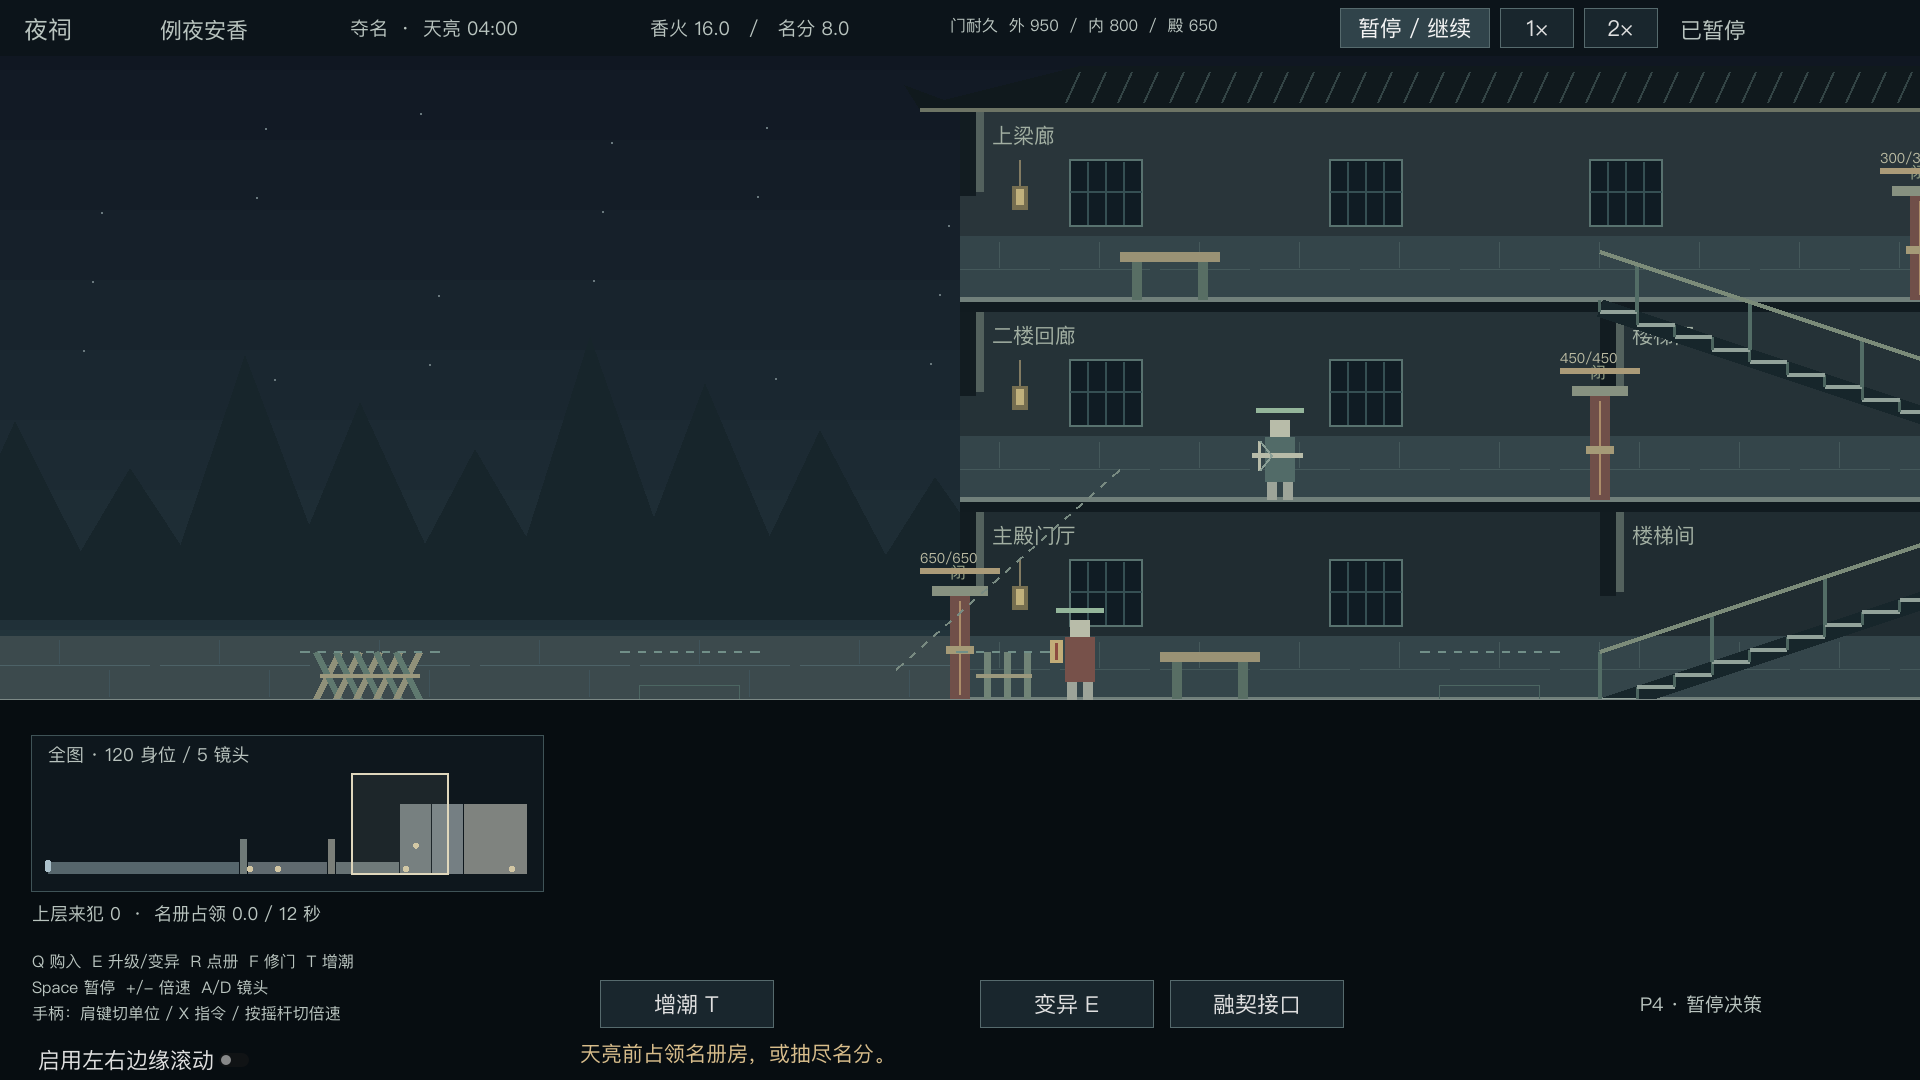 夜祠
例夜安香
夺名 · 天亮 04:00
香火 16.0 / 名分 8.0
门耐久 外 950 / 内 800 / 殿 650
暂停 / 继续
1×
2×
已暂停
上梁廊
300/3
二楼回廊
450/450
闭
主殿门厅
楼梯间
650/650
闭
全图 · 120 身位 / 5 镜头
上层来犯 0 · 名册占领 0.0 / 12 秒
Q 购入 E 升级/变异 R 点册 F 修门 T 增潮
Space 暂停 +/− 倍速 A/D 镜头
手柄：肩键切单位 / X 指令 / 按摇杆切倍速
启用左右边缘滚动
增潮 T
变异 E
融契接口
P4 · 暂停决策
天亮前占领名册房，或抽尽名分。